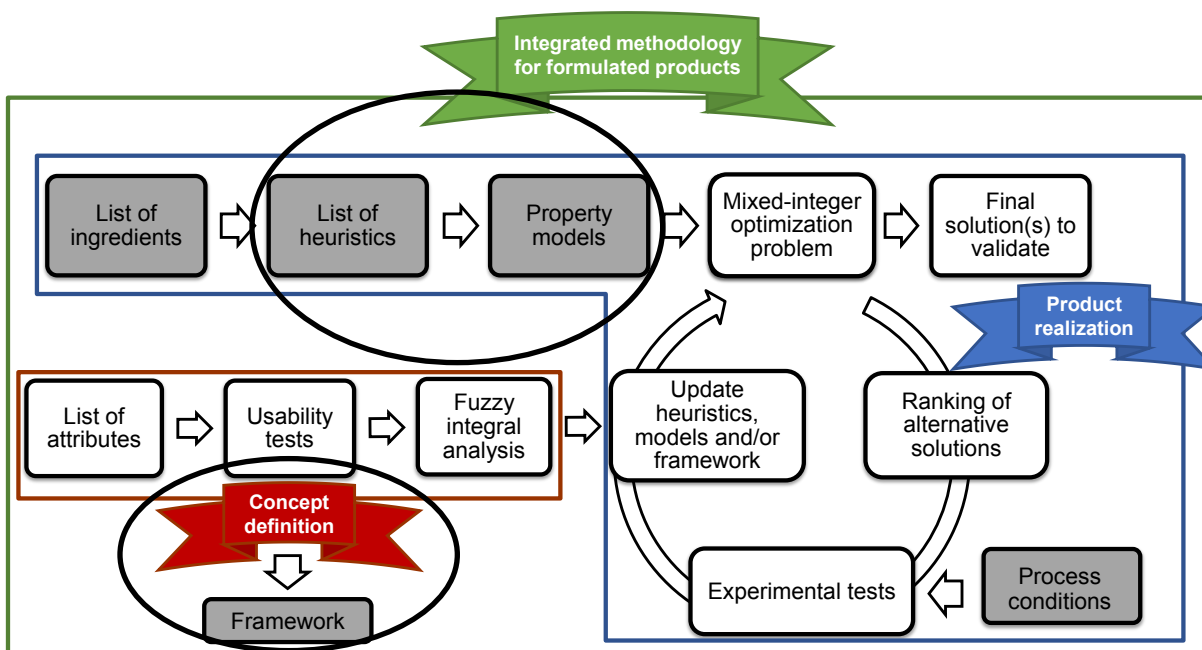 Integrated methodology
for formulated products
List of
ingredients
List of
heuristics
Property
models
Mixed-integer
optimization
problem
Final
solution(s) to
validate
Product
realization
List of
attributes
Usability
tests
Fuzzy
integral
analysis
Update
heuristics,
models and/or
framework
Ranking of
alternative
solutions
Concept
definition
Framework
Experimental tests
Process
conditions